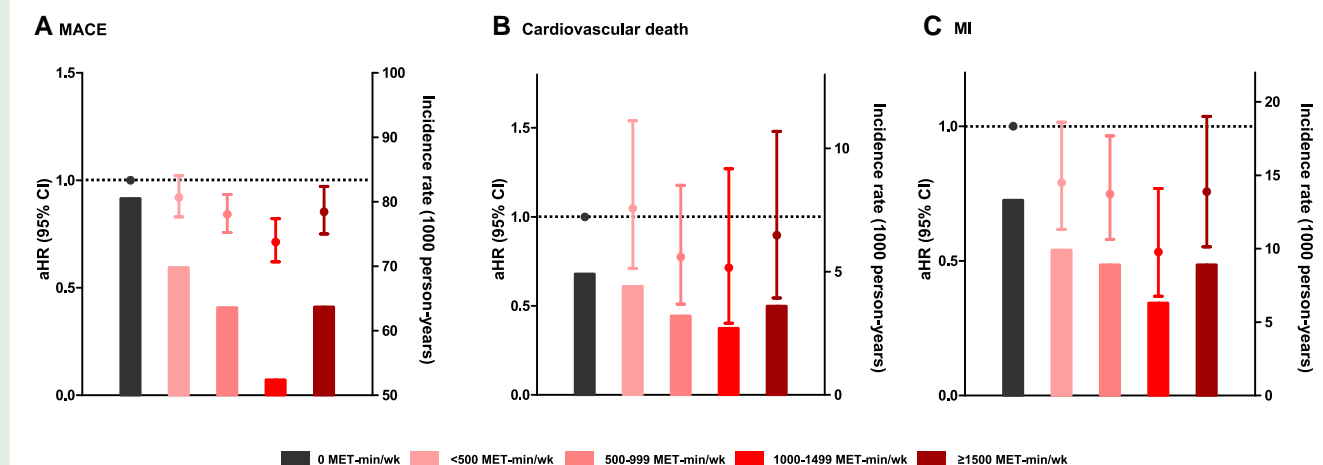 A MACE
aHR (95% CI)
1.5
1.0
0.5
0.0
100
90
80
70
60
50
Incidence rate (1000 person-years)
B Cardiovascular death
aHR (95% CI)
1.5
1.0
0.5
0.0
10
5
0
Incidence rate (1000 person-years)
C MI
aHR (95% CI)
1.0
0.5
0.0
20
15
10
5
0
Incidence rate (1000 person-years)
0 MET-min/wk <500 MET-min/wk 500-999 MET-min/wk 1000-1499 MET-min/wk ≥1500 MET-min/wk